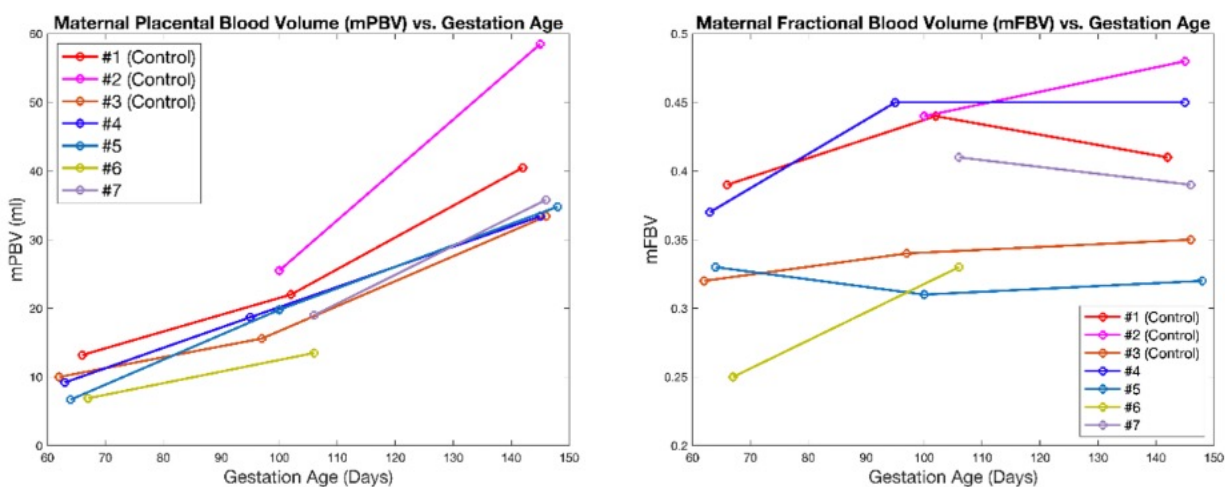 Maternal Placental Blood Volume (mPBV) vs. Gestation Age
60
50
40
30
20
10
0
mPBV (ml)
#1 (Control)
#2 (Control)
#3 (Control)
#4
#5
#6
#7
60 70 80 90 100 110 120 130 140 150
Gestation Age (Days)
Maternal Fractional Blood Volume (mFBV) vs. Gestation Age
0.5
0.45
0.4
0.35
0.3
0.25
0.2
mFBV
#1 (Control)
#2 (Control)
#3 (Control)
#4
#5
#6
#7
60 70 80 90 100 110 120 130 140 150
Gestation Age (Days)